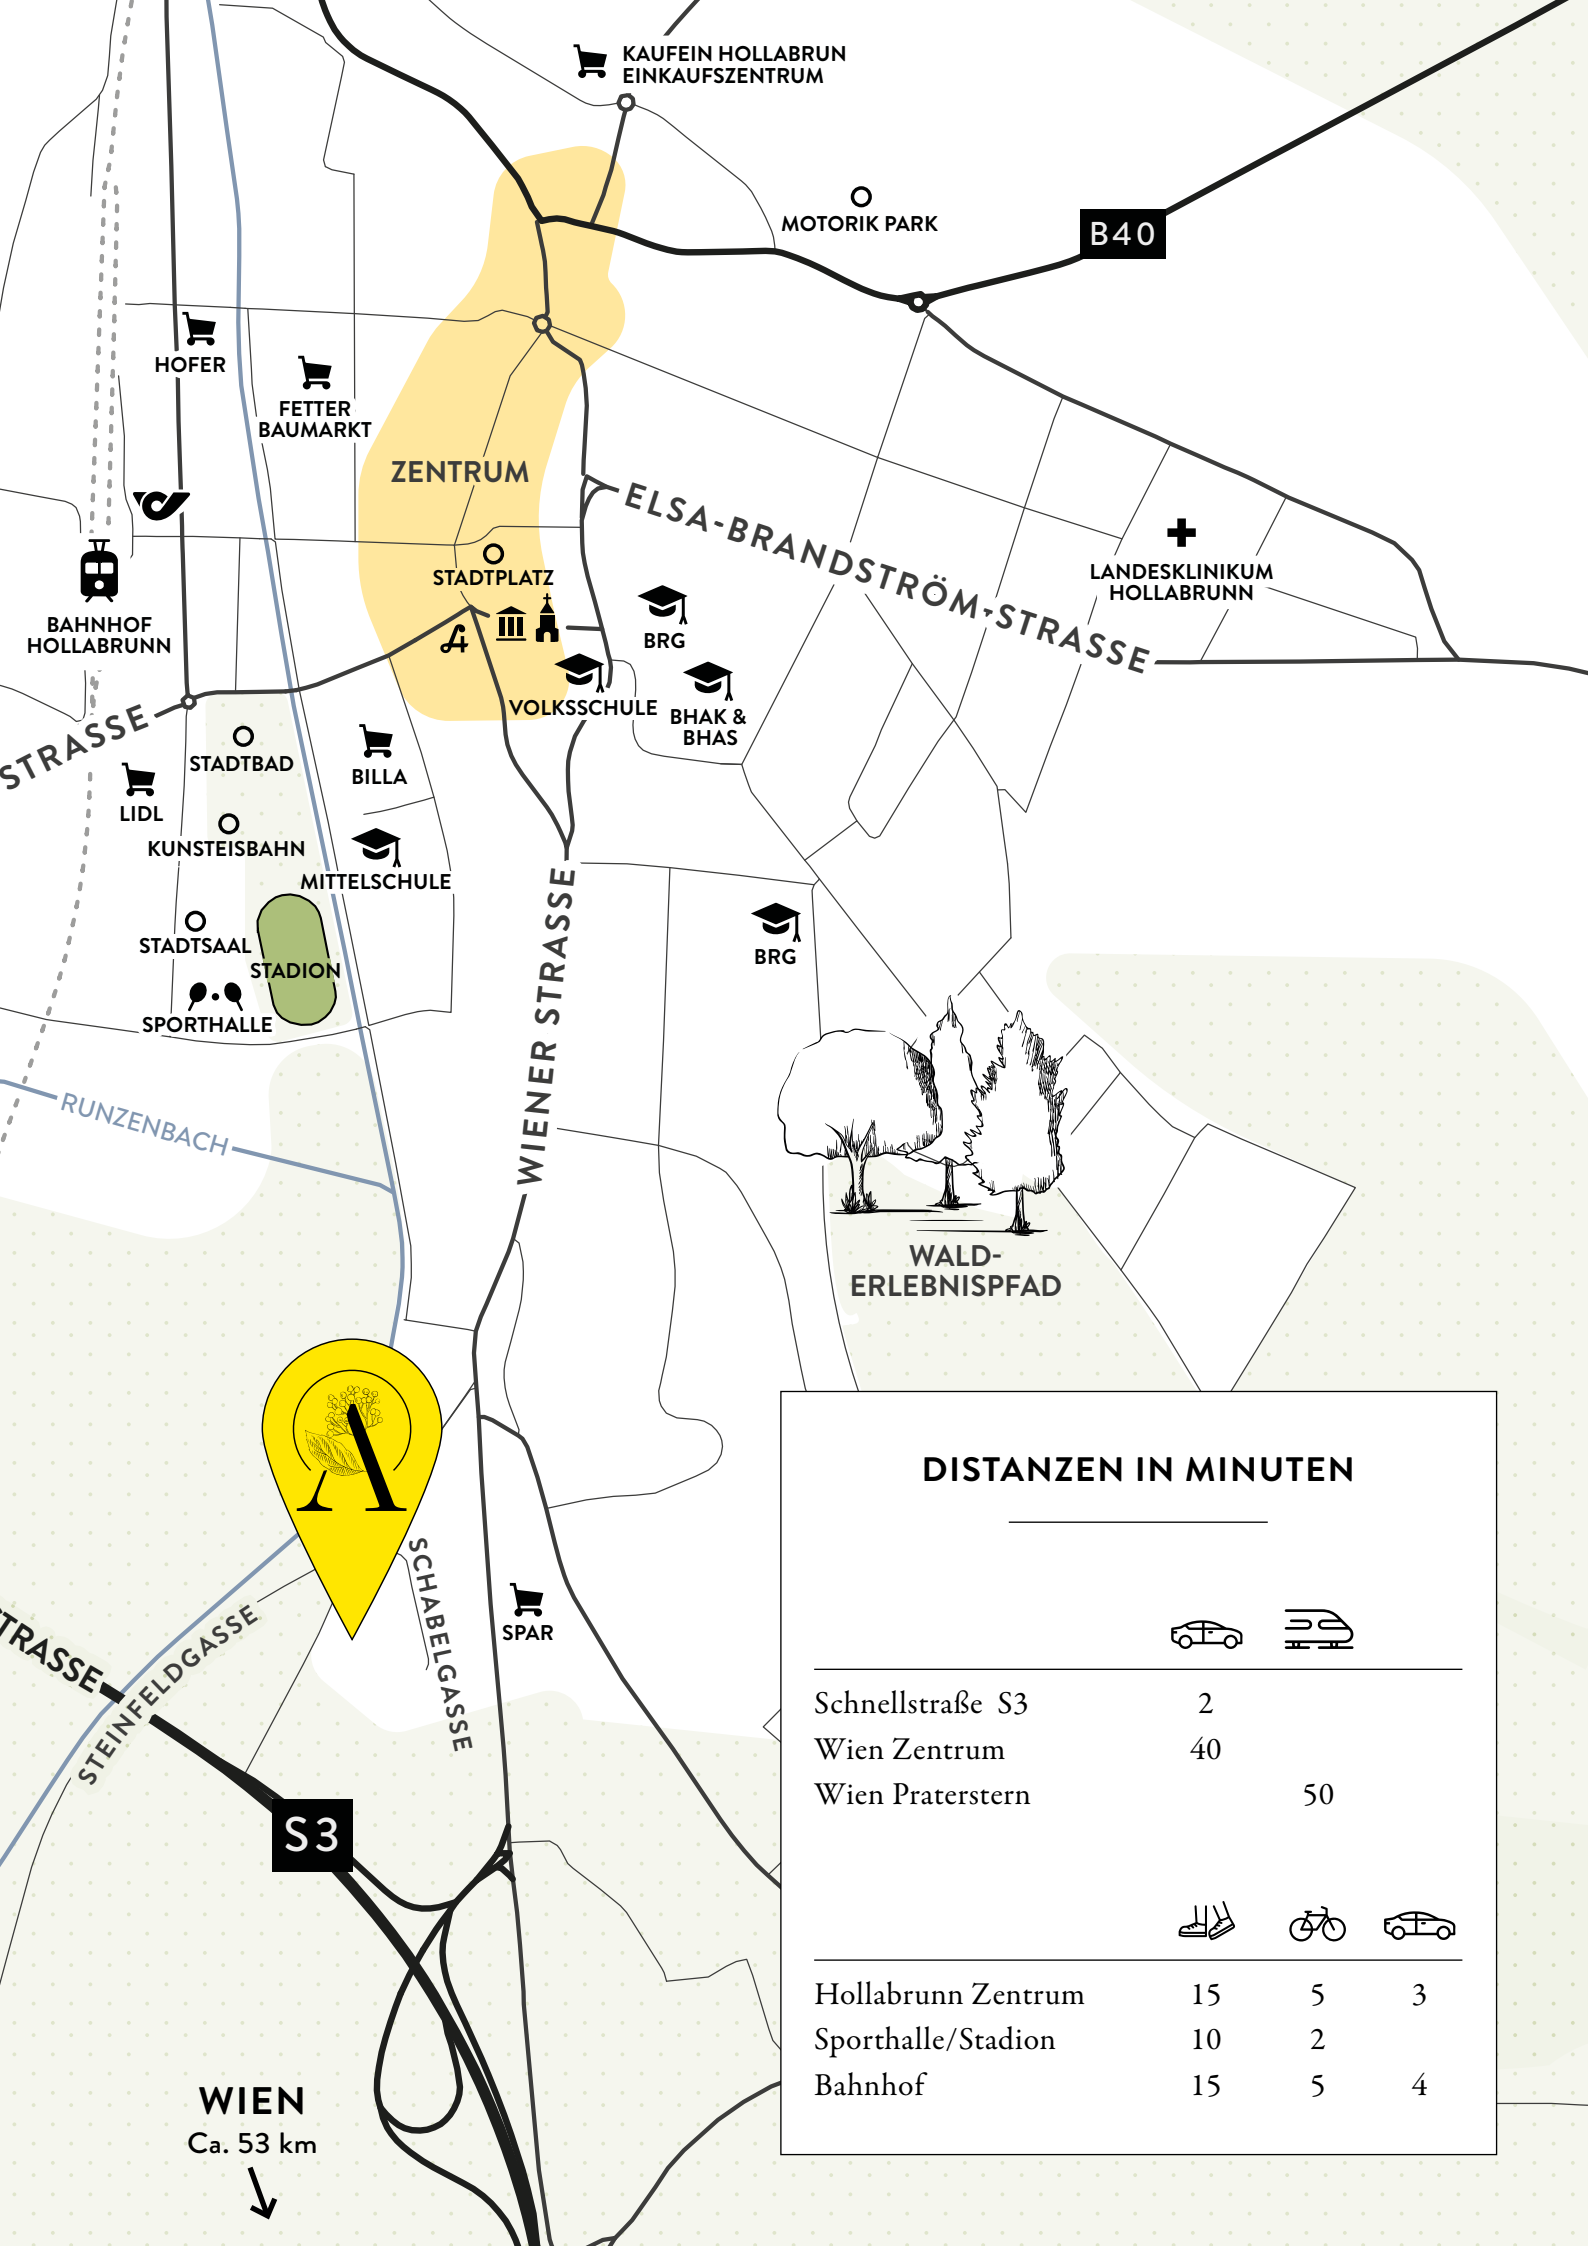 KAUFEIN HOLLABRUN
EINKAUFSZENTRUM
MOTORIK PARK
B40
HOFER
FETTER
BAUMARKT
ZENTRUM
ELSA-BRANDSTRÖM-STRASSE
STADTPLATZ
LANDESKLINIKUM
HOLLABRUNN
BAHNHOF
HOLLABRUNN
BRG
VOLKSSCHULE
BHAK &
BHAS
STRASSE
STADTBAD
BILLA
LIDL
KUNSTEISBAHN
MITTELSCHULE
WIENER STRASSE
BRG
STADTSAAL
STADION
SPORTHALLE
RUNZENBACH
WALD-
ERLEBNISPFAD
A
SCHABELGASSE
SPAR
STEINFELDGASSE
STRASSE
S3
WIEN
Ca. 53 km
DISTANZEN IN MINUTEN
Schnellstraße S3 2
Wien Zentrum 40
Wien Praterstern 50
Hollabrunn Zentrum 15 5 3
Sporthalle/Stadion 10 2
Bahnhof 15 5 4